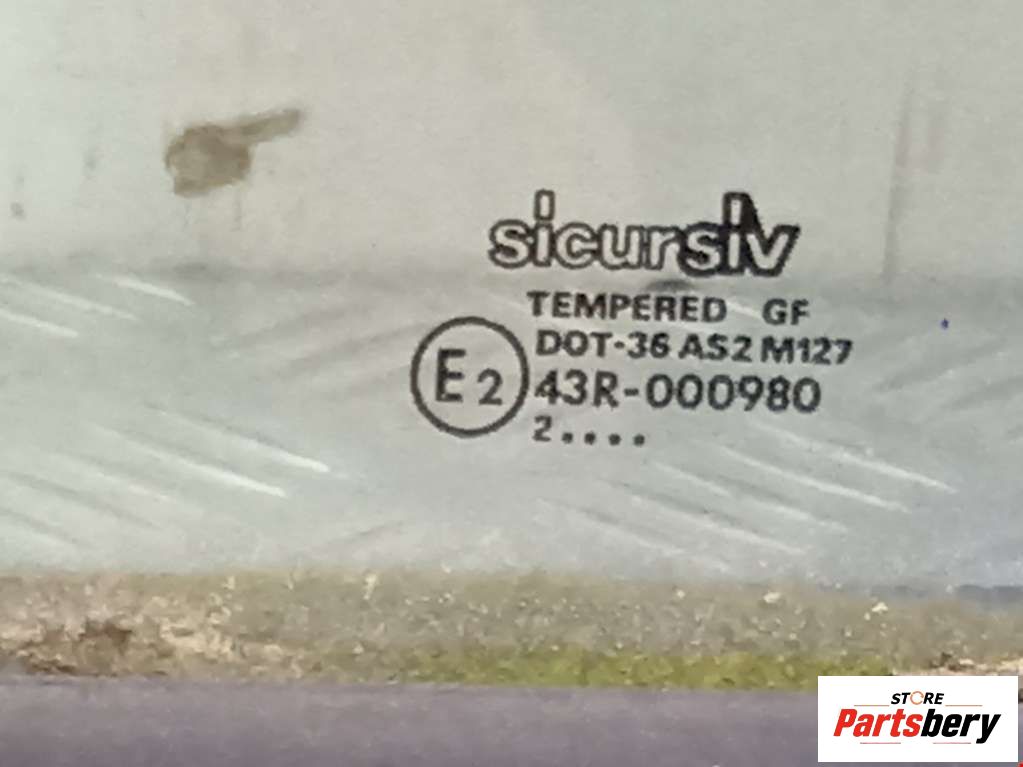 sicursiv
TEMPERED GF
DOT-36 AS2 M127
E2 43R-000980
2....
STORE
Partsbery